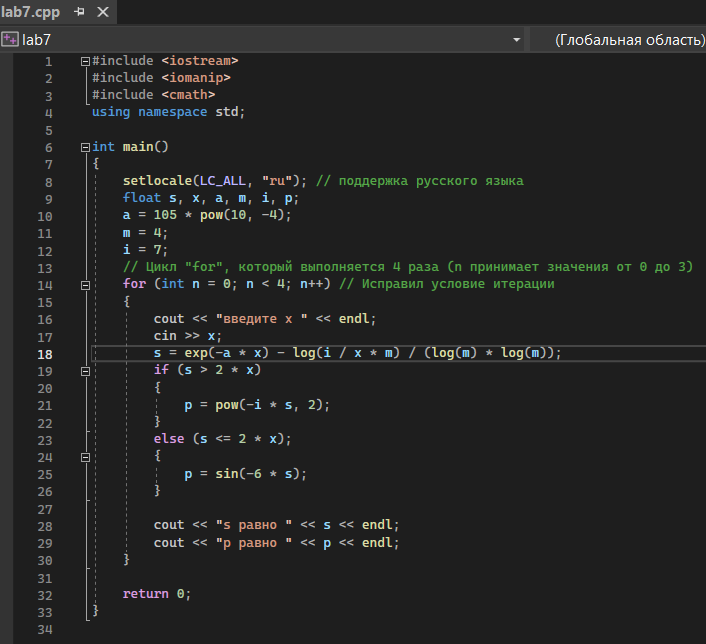 lab7.cpp
lab7 (Глобальная область)
1 #include <iostream>
2 #include <iomanip>
3 #include <cmath>
4 using namespace std;
5
6 int main()
7 {
8 setlocale(LC_ALL, "ru"); // поддержка русского языка
9 float s, x, a, m, i, p;
10 a = 105 * pow(10, -4);
11 m = 4;
12 i = 7;
13 // Цикл "for", который выполняется 4 раза (n принимает значения от 0 до 3)
14 for (int n = 0; n < 4; n++) // Исправил условие итерации
15 {
16 cout << "введите x " << endl;
17 cin >> x;
18 s = exp(-a * x) - log(i / x * m) / (log(m) * log(m));
19 if (s > 2 * x)
20 {
21 p = pow(-i * s, 2);
22 }
23 else (s <= 2 * x);
24 {
25 p = sin(-6 * s);
26 }
27
28 cout << "s равно " << s << endl;
29 cout << "p равно " << p << endl;
30 }
31
32 return 0;
33 }
34